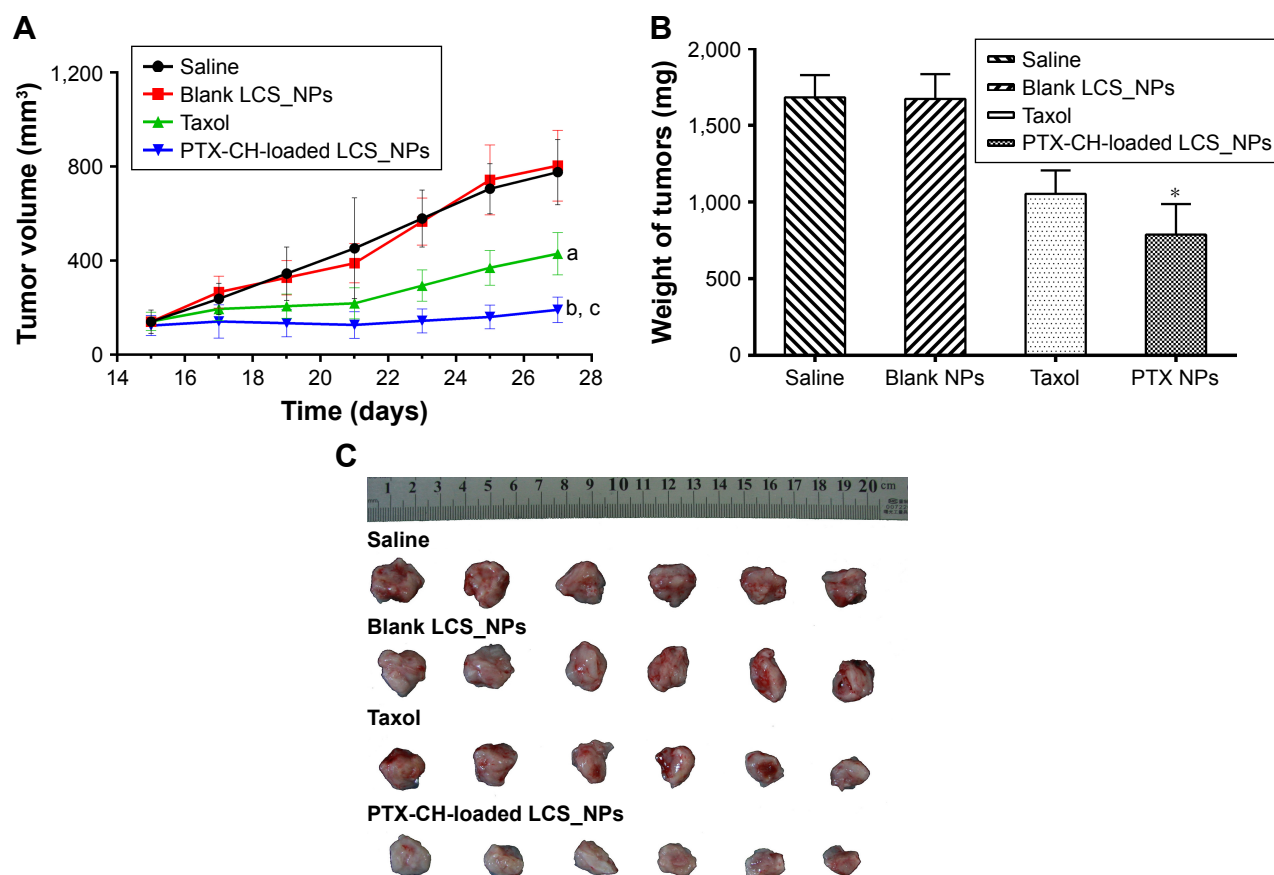 A
Saline
Blank LCS_NPs
Taxol
PTX-CH-loaded LCS_NPs
Tumor volume (mm³)
1,200
800
400
0
a
b, c
14 16 18 20 22 24 26 28
Time (days)
B
Saline
Blank LCS_NPs
Taxol
PTX-CH-loaded LCS_NPs
Weight of tumors (mg)
2,000
1,500
1,000
500
0
*
Saline Blank NPs Taxol PTX NPs
C
1 2 3 4 5 6 7 8 9 10 11 12 13 14 15 16 17 18 19 20 cm
Saline
Blank LCS_NPs
Taxol
PTX-CH-loaded LCS_NPs